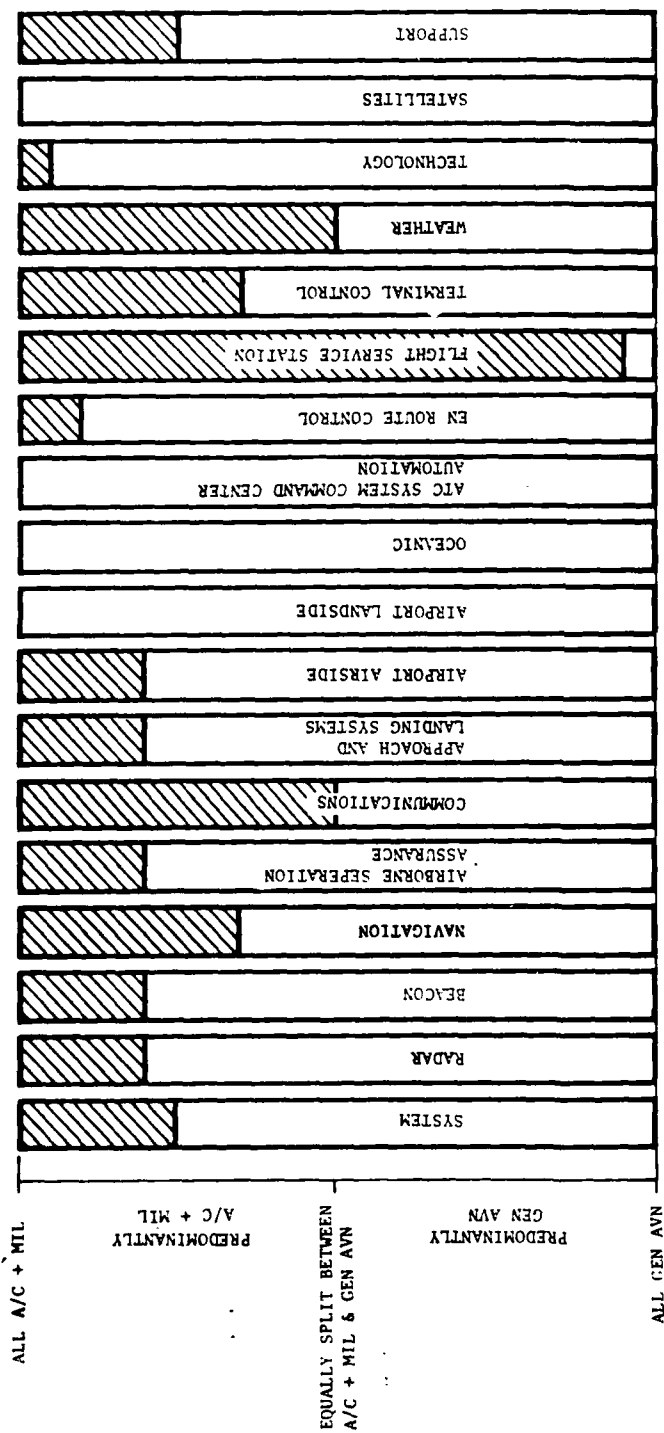 ALL A/C + MIL
PREDOMINANTLY
A/C + MIL
EQUALLY SPLIT BETWEEN
A/C + MIL & GEN AVN
PREDOMINANTLY
GEN AVN
ALL GEN AVN
SYSTEM
RADAR
BEACON
NAVIGATION
AIRBORNE SEPERATION
ASSURANCE
COMMUNICATIONS
APPROACH AND
LANDING SYSTEMS
AIRPORT AIRSIDE
AIRPORT LANDSIDE
OCEANIC
ATC SYSTEM COMMAND CENTER
AUTOMATION
EN ROUTE CONTROL
FLIGHT SERVICE STATION
TERMINAL CONTROL
WEATHER
TECHNOLOGY
SATELLITES
SUPPORT